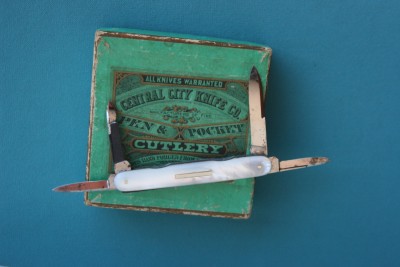 ALL KNIVES WARRANTED
CENTRAL CITY KNIFE CO.
PEN & POCKET
CUTLERY